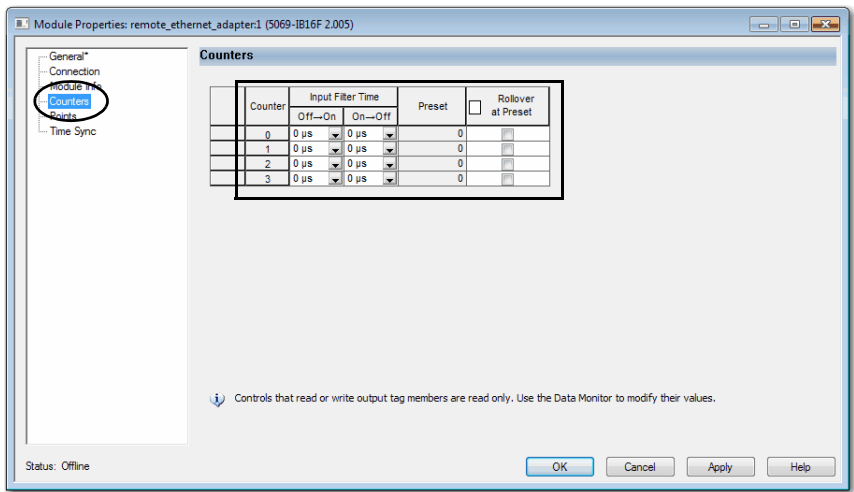 Module Properties: remote_ethernet_adapter:1 (5069-IB16F 2.005)
General*
Connection
Module Info
Counters
Points
Time Sync
Counters
Counter Input Filter Time Preset Rollover at Preset
Off→On On→Off
0 0 µs 0 µs 0
1 0 µs 0 µs 0
2 0 µs 0 µs 0
3 0 µs 0 µs 0
Controls that read or write output tag members are read only. Use the Data Monitor to modify their values.
Status: Offline
OK Cancel Apply Help